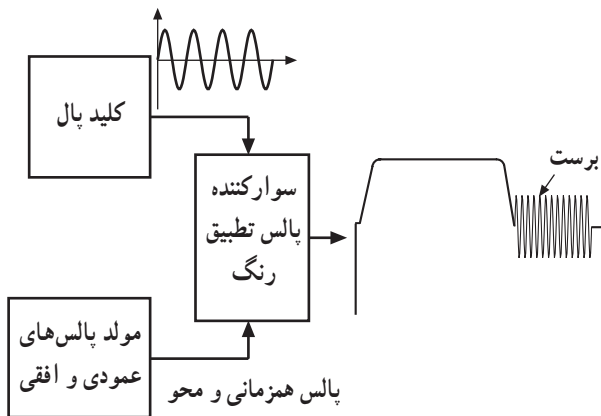 کلید پال
سوارکننده
پالس تطبیق
رنگ
برست
مولد پالس‌های
عمودی و افقی
پالس همزمانی و محو